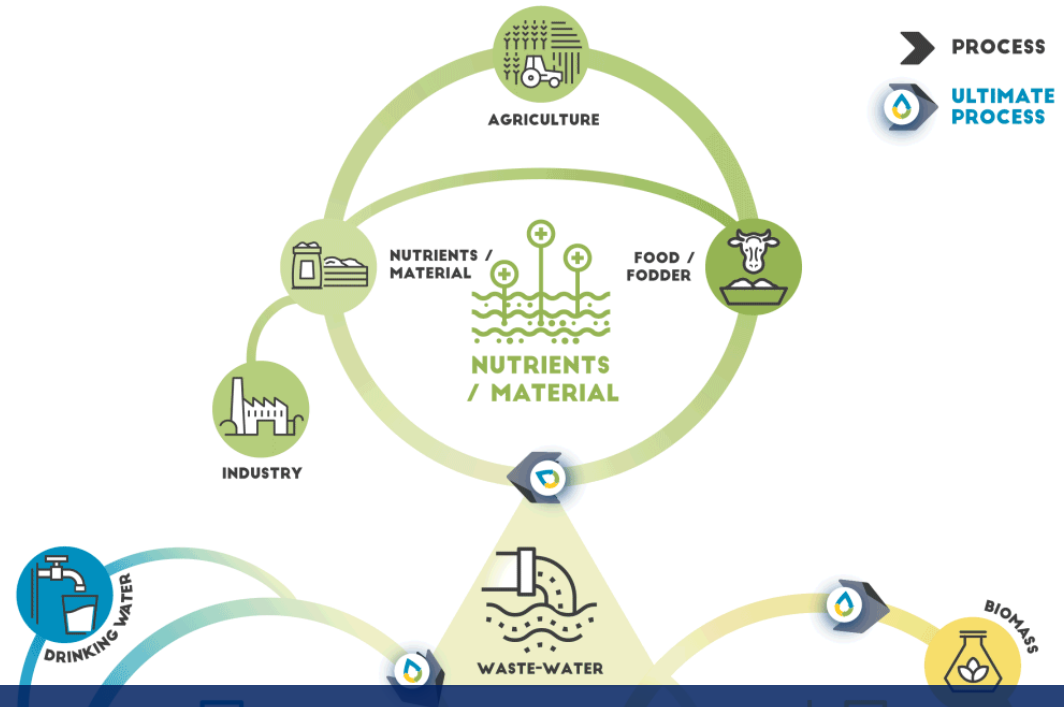 PROCESS
ULTIMATE
PROCESS
AGRICULTURE
NUTRIENTS /
MATERIAL
FOOD /
FODDER
NUTRIENTS
/ MATERIAL
INDUSTRY
DRINKING WATER
WASTE-WATER
BIOMASS